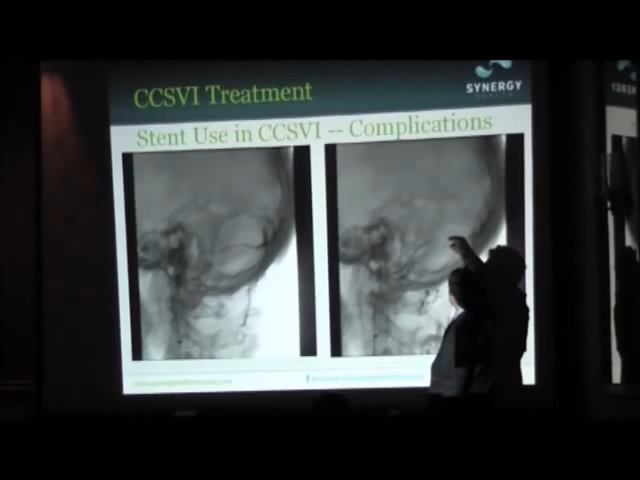 CCSVI Treatment
SYNERGY
Stent Use in CCSVI -- Complications